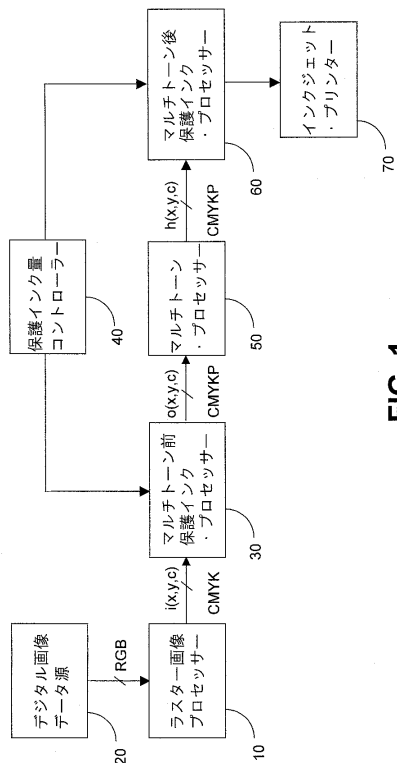 デジタル画像
データ源
20
RGB
ラスター画像
プロセッサー
10
i(x,y,c)
CMYK
マルチトーン前
保護インク
・プロセッサー
30
保護インク量
コントローラー
40
o(x,y,c)
CMYKP
マルチトーン
・プロセッサー
50
h(x,y,c)
CMYKP
マルチトーン後
保護インク
・プロセッサー
60
インクジェット
・プリンター
70
FIG. 1